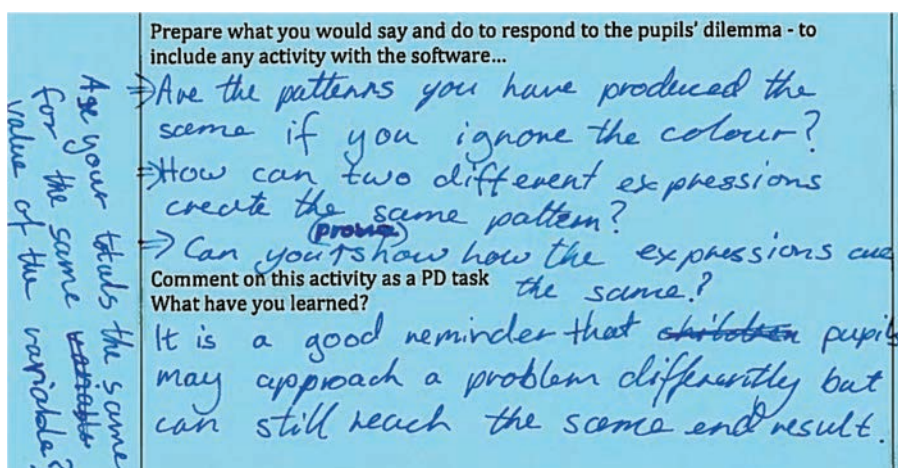 Prepare what you would say and do to respond to the pupils' dilemma - to
include any activity with the software...
⇒Are the patterns you have produced the
same if you ignore the colour?
⇒How can two different expressions
create the same pattern?
(prove)
⇒ Can you show how the expressions are
the same?
Comment on this activity as a PD task
What have you learned?
It is a good reminder that children pupils
may approach a problem differently but
can still reach the same end result.
Are your totals the same
for the same variable
value of the variable?